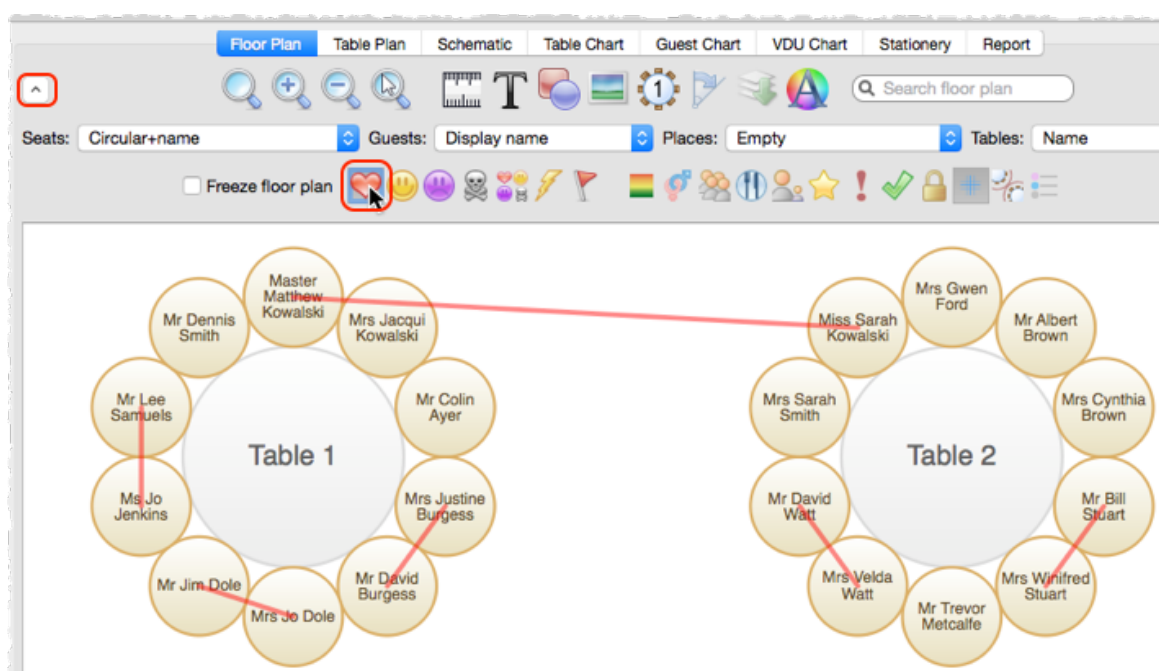 Floor Plan Table Plan Schematic Table Chart Guest Chart VDU Chart Stationery Report
T 1 A Search floor plan
Seats: Circular+name Guests: Display name Places: Empty Tables: Name
Freeze floor plan
Master
Matthew
Kowalski
Mr Dennis
Smith
Mrs Jacqui
Kowalski
Mr Lee
Samuels
Mr Colin
Ayer
Table 1
Ms Jo
Jenkins
Mrs Justine
Burgess
Mr Jim Dole
Mr David
Burgess
Mrs Jo Dole
Mrs Gwen
Ford
Miss Sarah
Kowalski
Mr Albert
Brown
Mrs Sarah
Smith
Mrs Cynthia
Brown
Table 2
Mr David
Watt
Mr Bill
Stuart
Mrs Velda
Watt
Mrs Winifred
Stuart
Mr Trevor
Metcalfe